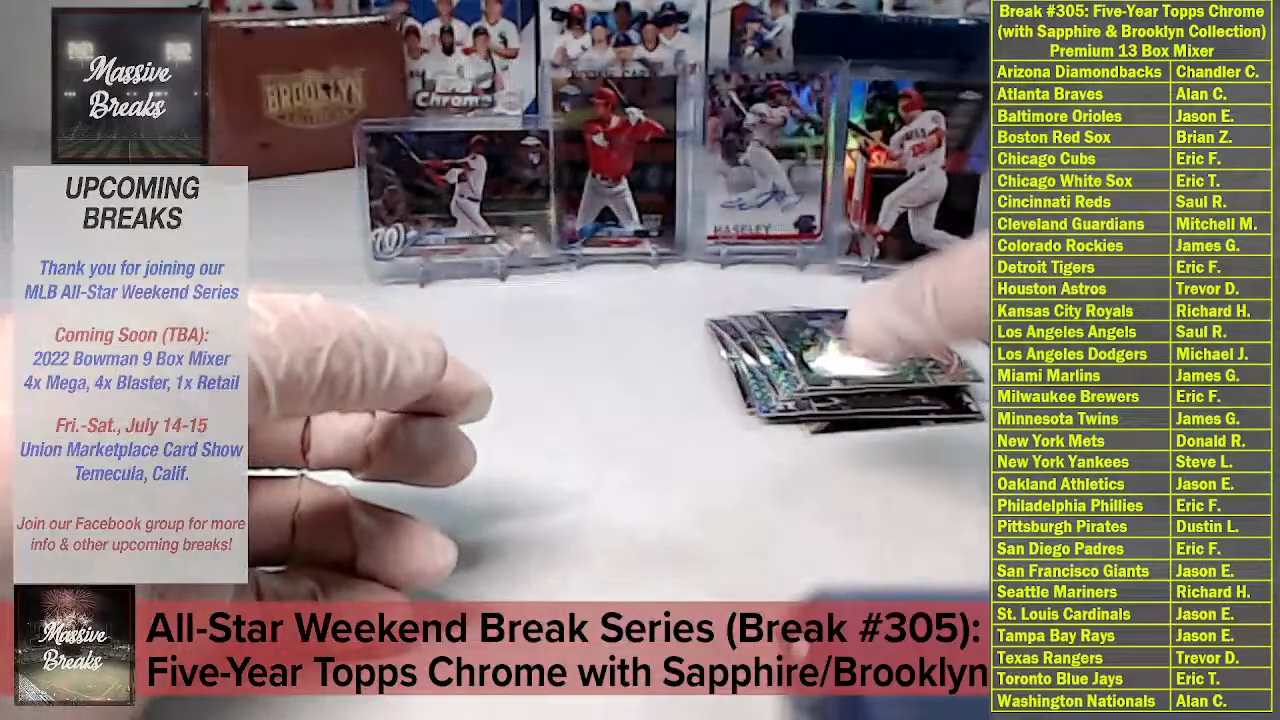 Massive
Breaks
UPCOMING
BREAKS
Thank you for joining our
MLB All-Star Weekend Series
Coming Soon (TBA):
2022 Bowman 9 Box Mixer
4x Mega, 4x Blaster, 1x Retail
Fri.-Sat., July 14-15
Union Marketplace Card Show
Temecula, Calif.
Join our Facebook group for more
info & other upcoming breaks!
BROOKLYN
Chrome
ROOKIE CARD
W
HASELEY
Massive
Breaks
All-Star Weekend Break Series (Break #305):
Five-Year Topps Chrome with Sapphire/Brooklyn
Break #305: Five-Year Topps Chrome
(with Sapphire & Brooklyn Collection)
Premium 13 Box Mixer
Arizona Diamondbacks Chandler C.
Atlanta Braves Alan C.
Baltimore Orioles Jason E.
Boston Red Sox Brian Z.
Chicago Cubs Eric F.
Chicago White Sox Eric T.
Cincinnati Reds Saul R.
Cleveland Guardians Mitchell M.
Colorado Rockies James G.
Detroit Tigers Eric F.
Houston Astros Trevor D.
Kansas City Royals Richard H.
Los Angeles Angels Saul R.
Los Angeles Dodgers Michael J.
Miami Marlins James G.
Milwaukee Brewers Eric F.
Minnesota Twins James G.
New York Mets Donald R.
New York Yankees Steve L.
Oakland Athletics Jason E.
Philadelphia Phillies Eric F.
Pittsburgh Pirates Dustin L.
San Diego Padres Eric F.
San Francisco Giants Jason E.
Seattle Mariners Richard H.
St. Louis Cardinals Jason E.
Tampa Bay Rays Jason E.
Texas Rangers Trevor D.
Toronto Blue Jays Eric T.
Washington Nationals Alan C.